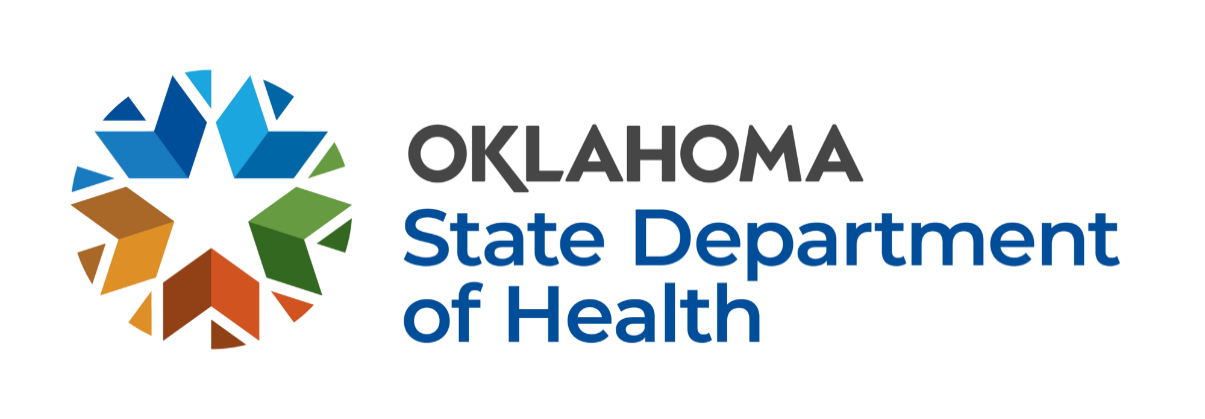 OKLAHOMA
State Department
of Health